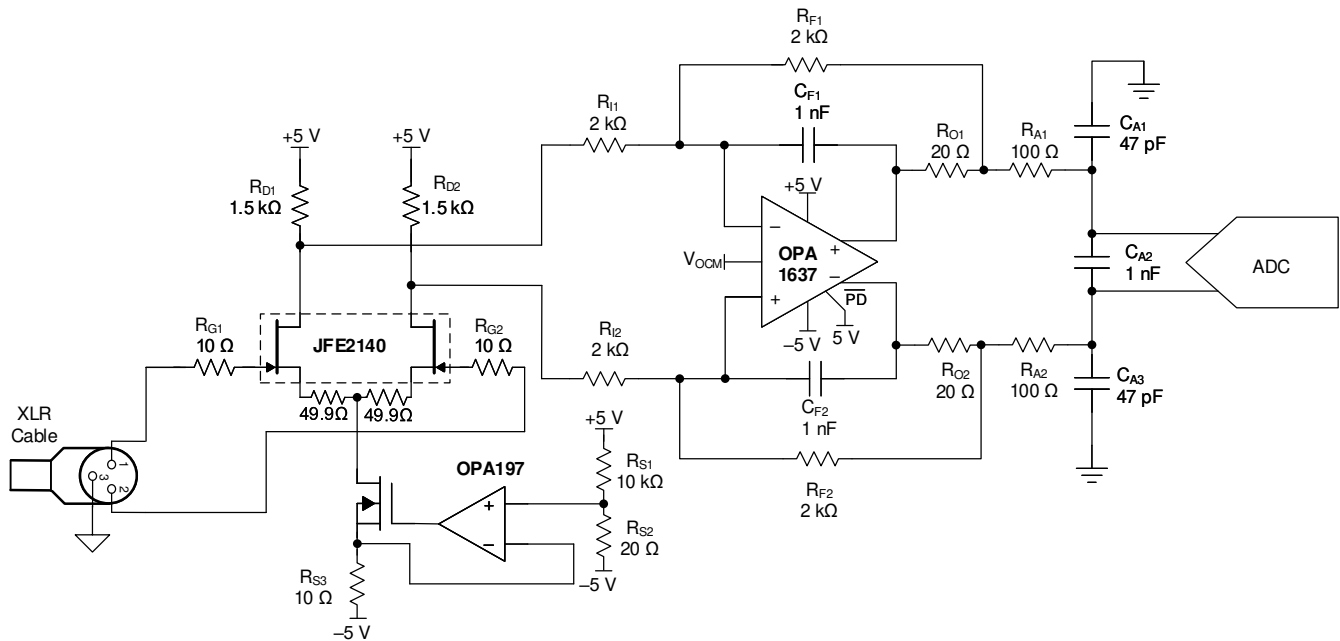 R_F1
2 kΩ
C_F1
1 nF
R_I1
2 kΩ
R_O1
20 Ω
R_A1
100 Ω
C_A1
47 pF
+5 V
+5 V
R_D1
1.5 kΩ
R_D2
1.5 kΩ
+5 V
−
+
OPA
1637
−
+
V_OCM
PD
−5 V
5 V
C_A2
1 nF
ADC
R_G1
10 Ω
JFE2140
R_G2
10 Ω
R_I2
2 kΩ
R_O2
20 Ω
R_A2
100 Ω
C_A3
47 pF
C_F2
1 nF
49.9Ω
49.9Ω
XLR
Cable
1
3
2
OPA197
+5 V
R_S1
10 kΩ
R_F2
2 kΩ
+
−
R_S2
20 Ω
−5 V
R_S3
10 Ω
−5 V